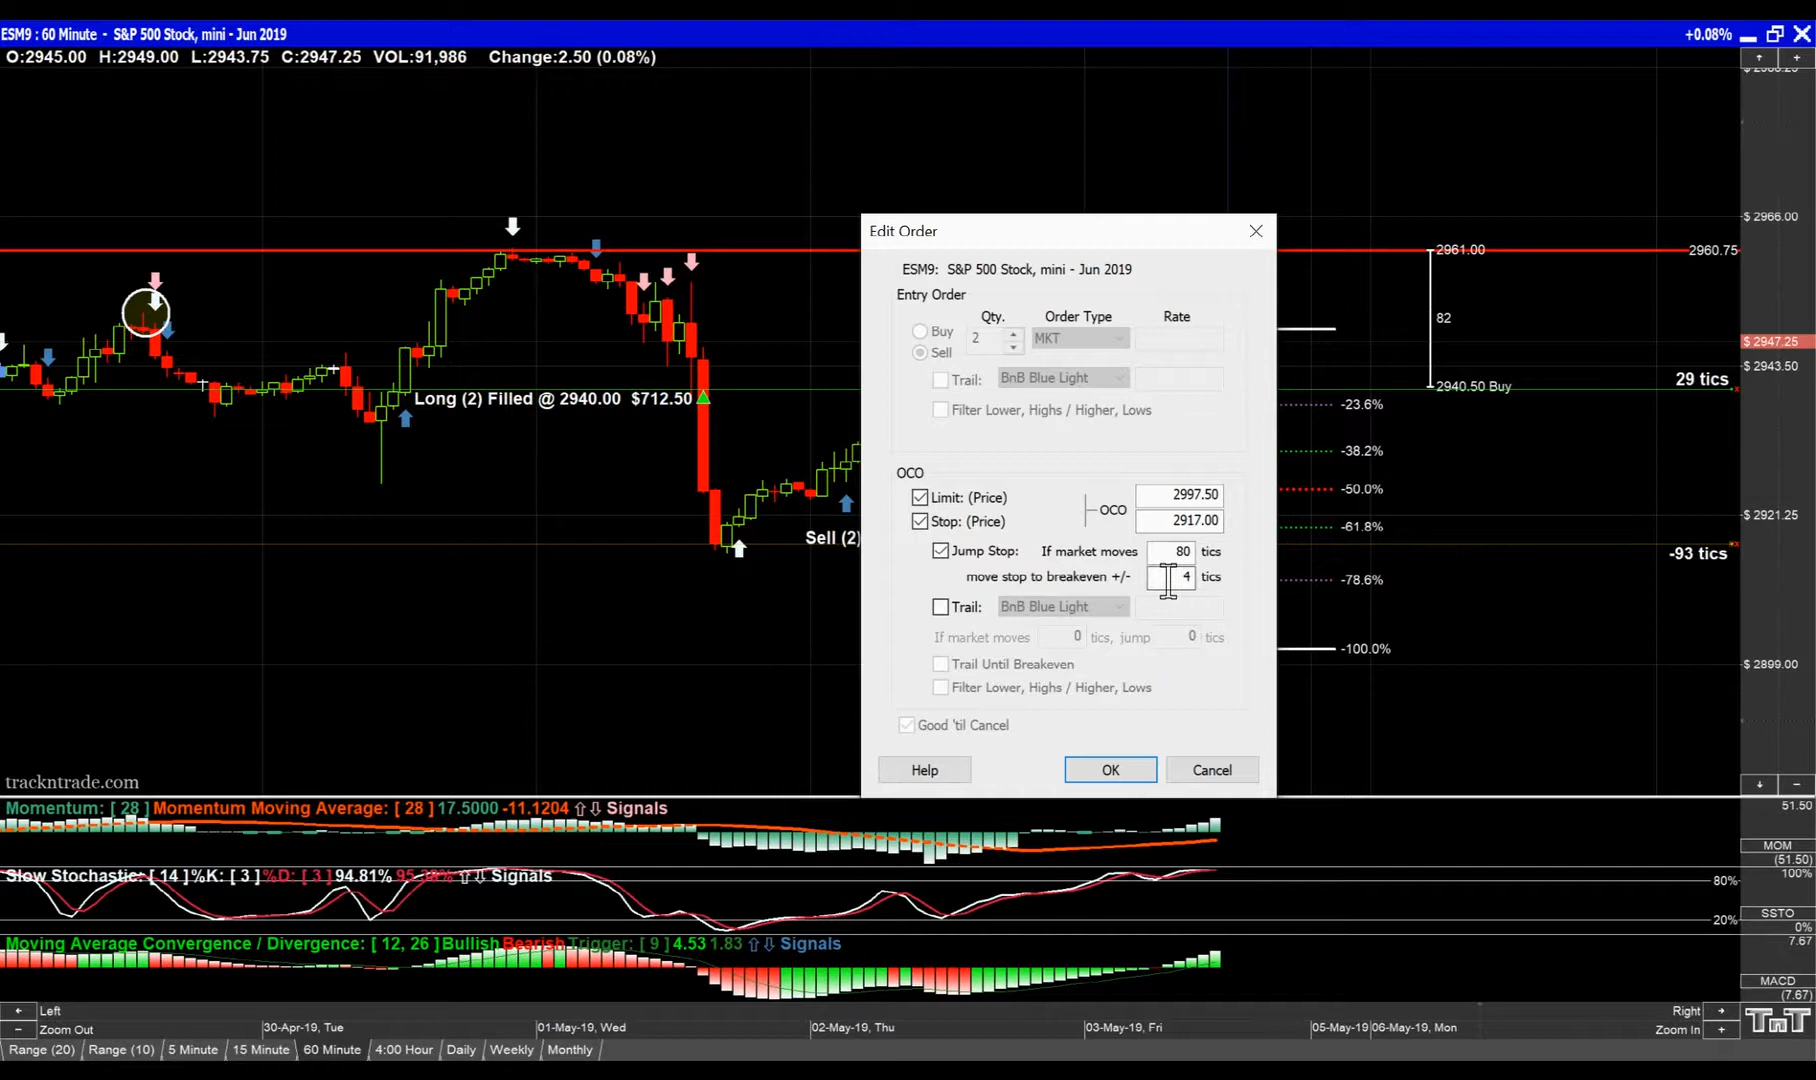 ESM9 : 60 Minute - S&P 500 Stock, mini - Jun 2019
+0.08%
O:2945.00 H:2949.00 L:2943.75 C:2947.25 VOL:91,986 Change:2.50 (0.08%)
$ 2966.00
2961.00
2960.75
82
$ 2947.25
$ 2943.50
29 tics
2940.50 Buy
Long (2) Filled @ 2940.00 $712.50
-23.6%
-38.2%
-50.0%
$ 2921.25
-61.8%
Sell (2)
-93 tics
-78.6%
-100.0%
$ 2899.00
Edit Order
ESM9: S&P 500 Stock, mini - Jun 2019
Entry Order
Qty. Order Type Rate
Buy
2 MKT
Sell
Trail: BnB Blue Light
Filter Lower, Highs / Higher, Lows
OCO
Limit: (Price) 2997.50
OCO
Stop: (Price) 2917.00
Jump Stop: If market moves 80 tics
move stop to breakeven +/- 4 tics
Trail: BnB Blue Light
If market moves 0 tics, jump 0 tics
Trail Until Breakeven
Filter Lower, Highs / Higher, Lows
Good 'til Cancel
Help OK Cancel
trackntrade.com
Momentum: [ 28 ] Momentum Moving Average: [ 28 ] 17.5000 -11.1204 ⇧⇩ Signals
51.50
MOM
(51.50)
Slow Stochastic: [ 14 ] %K: [ 3 ] %D: [ 3 ] 94.81% ⇧⇩ Signals
100%
80%
20%
SSTO
0%
Moving Average Convergence / Divergence: [ 12, 26 ] Bullish Bearish Trigger: [ 9 ] 4.53 1.83 ⇧⇩ Signals
7.67
MACD
(7.67)
Left
Right
Zoom Out
30-Apr-19, Tue 01-May-19, Wed 02-May-19, Thu 03-May-19, Fri 05-May-19 06-May-19, Mon
Zoom In
TnT
Range (20) Range (10) 5 Minute 15 Minute 60 Minute 4:00 Hour Daily Weekly Monthly